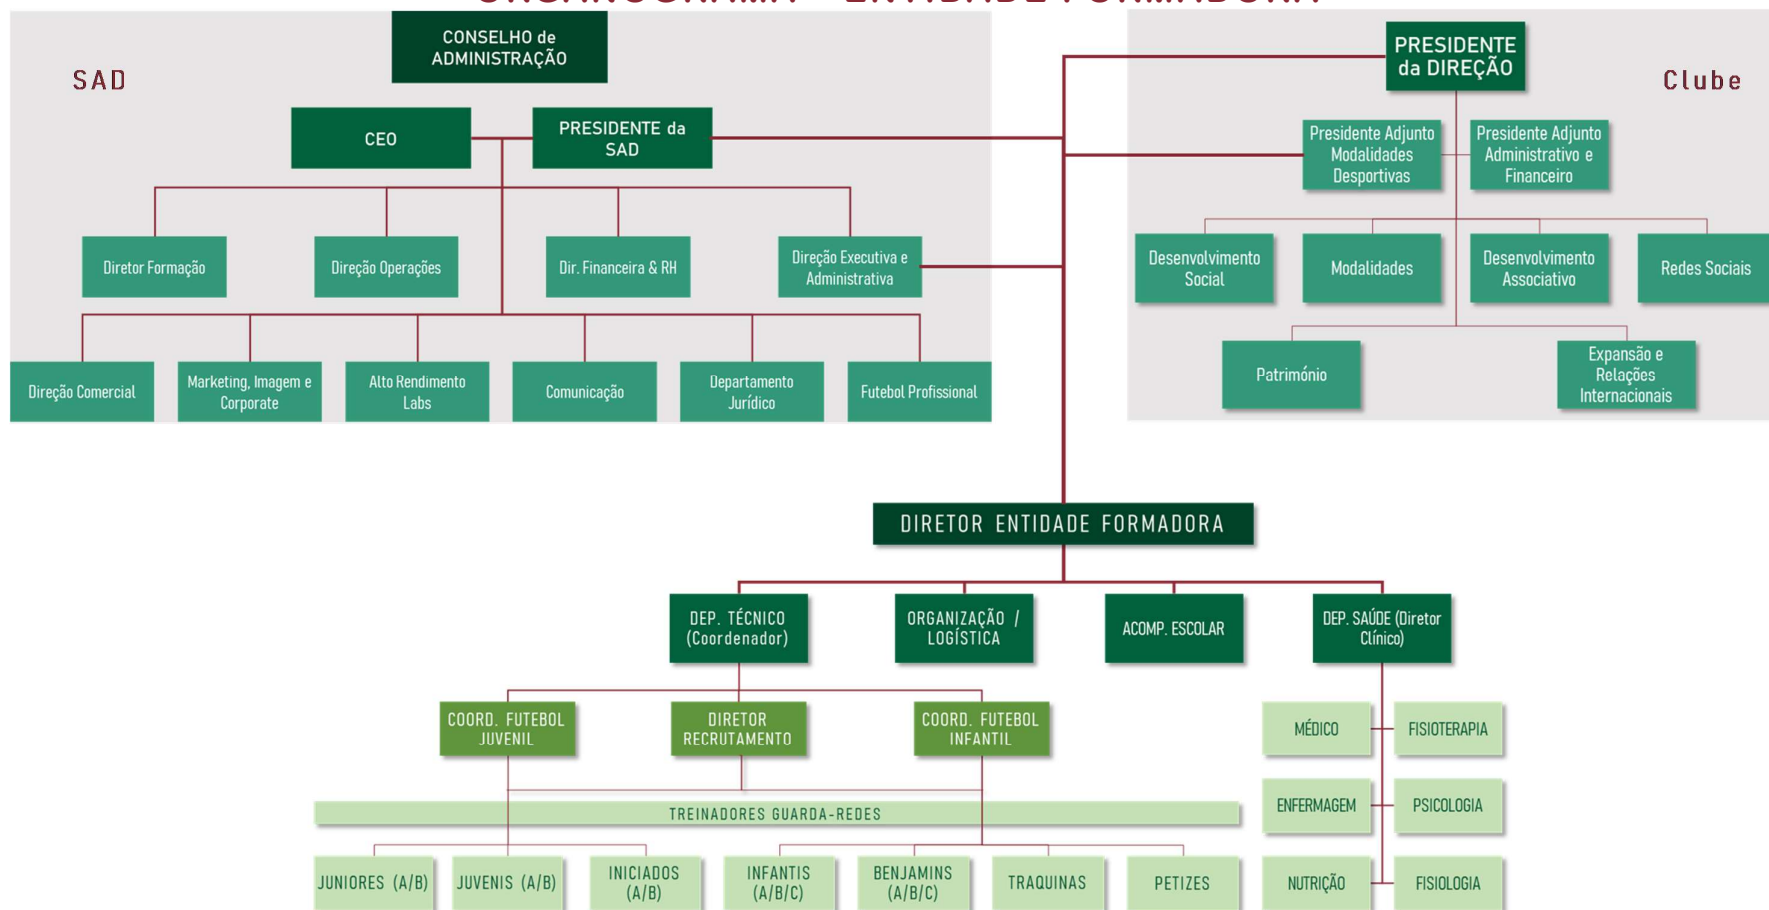 ORGANOGRAMA - ENTIDADE FORMADORA
SAD
CONSELHO de
ADMINISTRAÇÃO
CEO
PRESIDENTE da
SAD
Diretor Formação
Direção Operações
Dir. Financeira & RH
Direção Executiva e
Administrativa
Direção Comercial
Marketing, Imagem e
Corporate
Alto Rendimento
Labs
Comunicação
Departamento
Jurídico
Futebol Profissional
PRESIDENTE
da DIREÇÃO
Clube
Presidente Adjunto
Modalidades
Desportivas
Presidente Adjunto
Administrativo e
Financeiro
Desenvolvimento
Social
Modalidades
Desenvolvimento
Associativo
Redes Sociais
Património
Expansão e
Relações
Internacionais
DIRETOR ENTIDADE FORMADORA
DEP. TÉCNICO
(Coordenador)
ORGANIZAÇÃO /
LOGÍSTICA
ACOMP. ESCOLAR
DEP. SAÚDE (Diretor
Clínico)
COORD. FUTEBOL
JUVENIL
DIRETOR
RECRUTAMENTO
COORD. FUTEBOL
INFANTIL
TREINADORES GUARDA-REDES
JUNIORES (A/B)
JUVENIS (A/B)
INICIADOS
(A/B)
INFANTIS
(A/B/C)
BENJAMINS
(A/B/C)
TRAQUINAS
PETIZES
MÉDICO
FISIOTERAPIA
ENFERMAGEM
PSICOLOGIA
NUTRIÇÃO
FISIOLOGIA